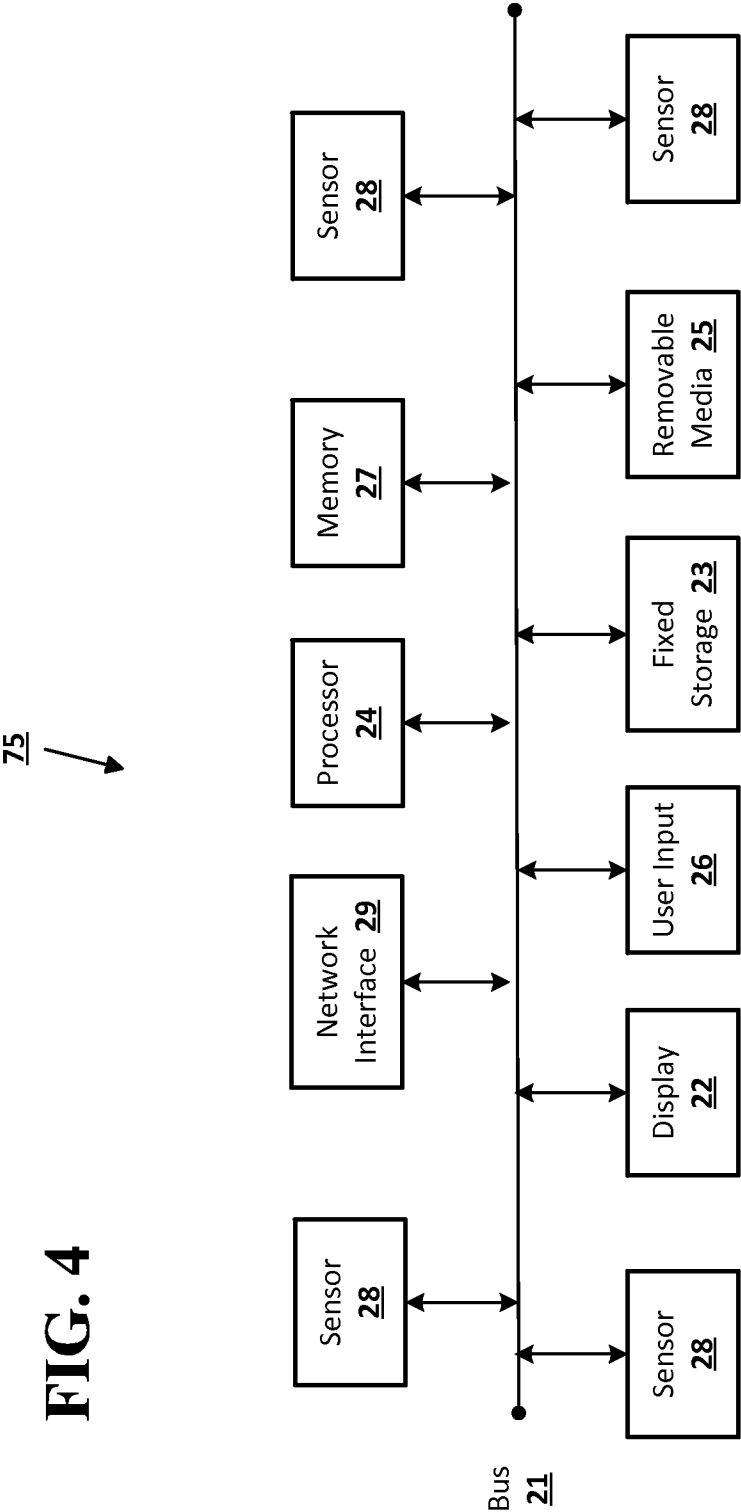 FIG. 4
75
Sensor
28
Network
Interface 29
Processor
24
Memory
27
Sensor
28
Bus
21
Sensor
28
Display
22
User Input
26
Fixed
Storage 23
Removable
Media 25
Sensor
28